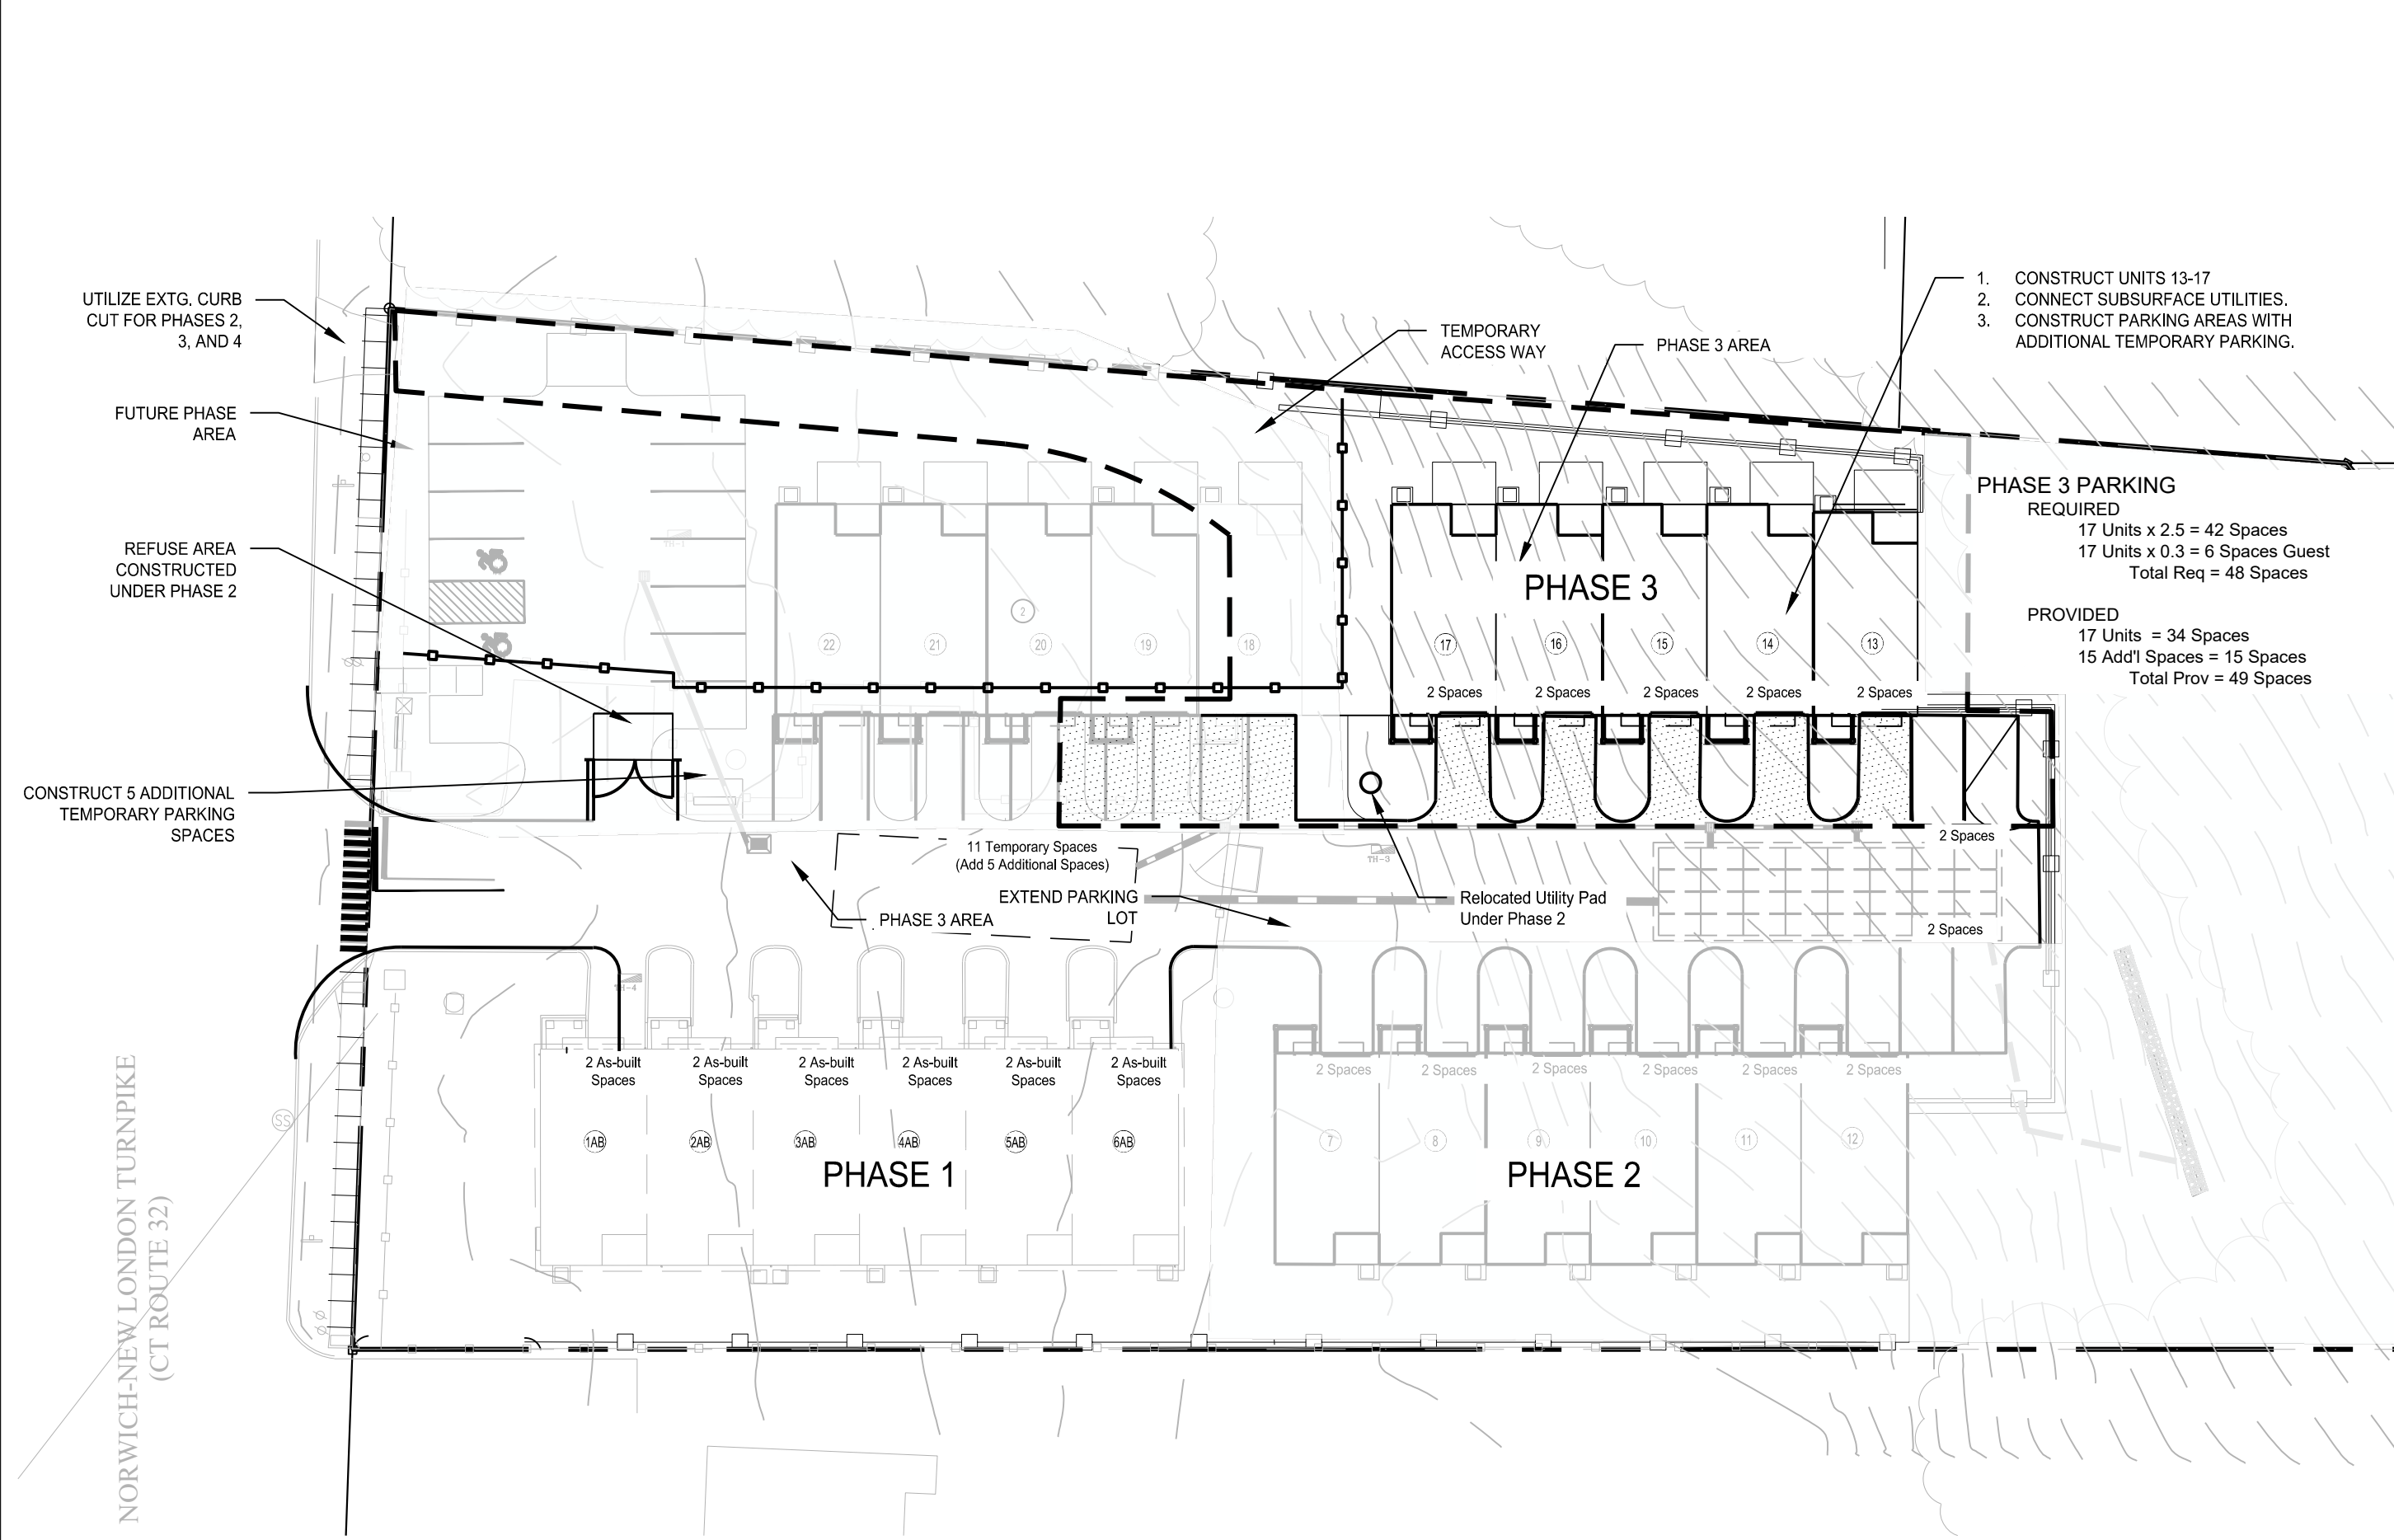 UTILIZE EXTG. CURB
CUT FOR PHASES 2,
3, AND 4
FUTURE PHASE
AREA
REFUSE AREA
CONSTRUCTED
UNDER PHASE 2
CONSTRUCT 5 ADDITIONAL
TEMPORARY PARKING
SPACES
TEMPORARY
ACCESS WAY
PHASE 3 AREA
1. CONSTRUCT UNITS 13-17
2. CONNECT SUBSURFACE UTILITIES.
3. CONSTRUCT PARKING AREAS WITH
ADDITIONAL TEMPORARY PARKING.
PHASE 3 PARKING
REQUIRED
17 Units x 2.5 = 42 Spaces
17 Units x 0.3 = 6 Spaces Guest
Total Req = 48 Spaces
PROVIDED
17 Units = 34 Spaces
15 Add'l Spaces = 15 Spaces
Total Prov = 49 Spaces
TH-1
2
22
21
20
19
18
PHASE 3
17
16
15
14
13
2 Spaces
2 Spaces
2 Spaces
2 Spaces
2 Spaces
2 Spaces
11 Temporary Spaces
(Add 5 Additional Spaces)
TH-3
EXTEND PARKING
LOT
PHASE 3 AREA
Relocated Utility Pad
Under Phase 2
2 Spaces
TH-4
2 As-built
Spaces
2 As-built
Spaces
2 As-built
Spaces
2 As-built
Spaces
2 As-built
Spaces
2 As-built
Spaces
2 Spaces
2 Spaces
2 Spaces
2 Spaces
2 Spaces
2 Spaces
1AB
2AB
3AB
4AB
5AB
6AB
PHASE 1
7
8
9
10
11
12
PHASE 2
SS
NORWICH-NEW LONDON TURNPIKE
(CT ROUTE 32)